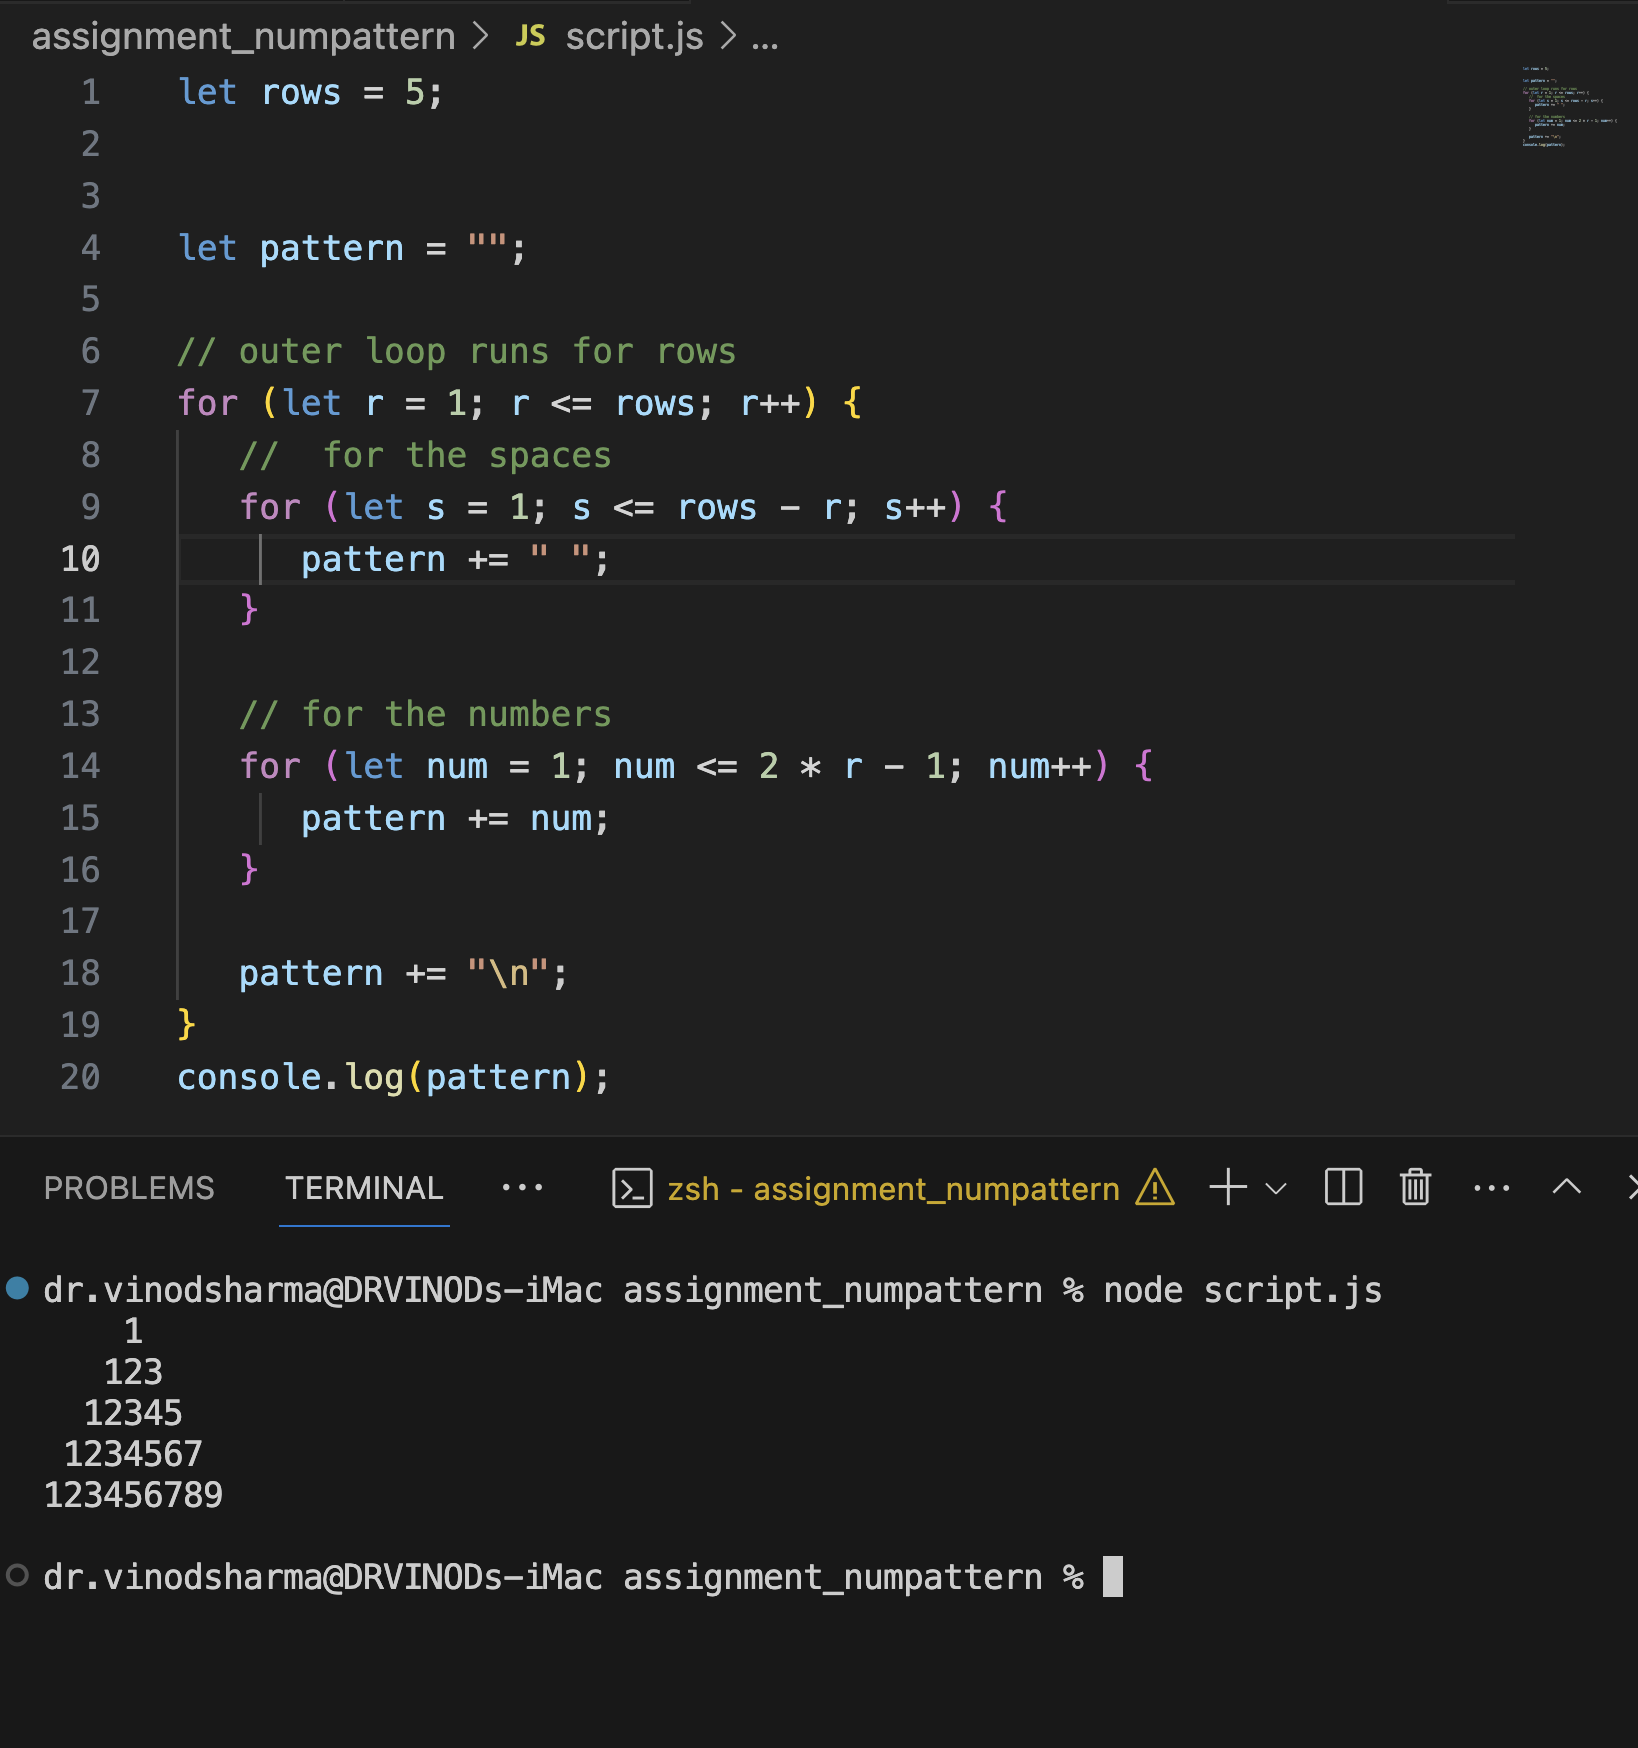 assignment_numpattern > JS script.js > ...
1 let rows = 5;
2
3
4 let pattern = "";
5
6 // outer loop runs for rows
7 for (let r = 1; r <= rows; r++) {
8    //  for the spaces
9    for (let s = 1; s <= rows - r; s++) {
10       pattern += " ";
11    }
12
13    // for the numbers
14    for (let num = 1; num <= 2 * r - 1; num++) {
15       pattern += num;
16    }
17
18    pattern += "\n";
19 }
20 console.log(pattern);
PROBLEMS TERMINAL ... zsh - assignment_numpattern
dr.vinodsharma@DRVINODs-iMac assignment_numpattern % node script.js
    1
   123
  12345
 1234567
123456789
dr.vinodsharma@DRVINODs-iMac assignment_numpattern %